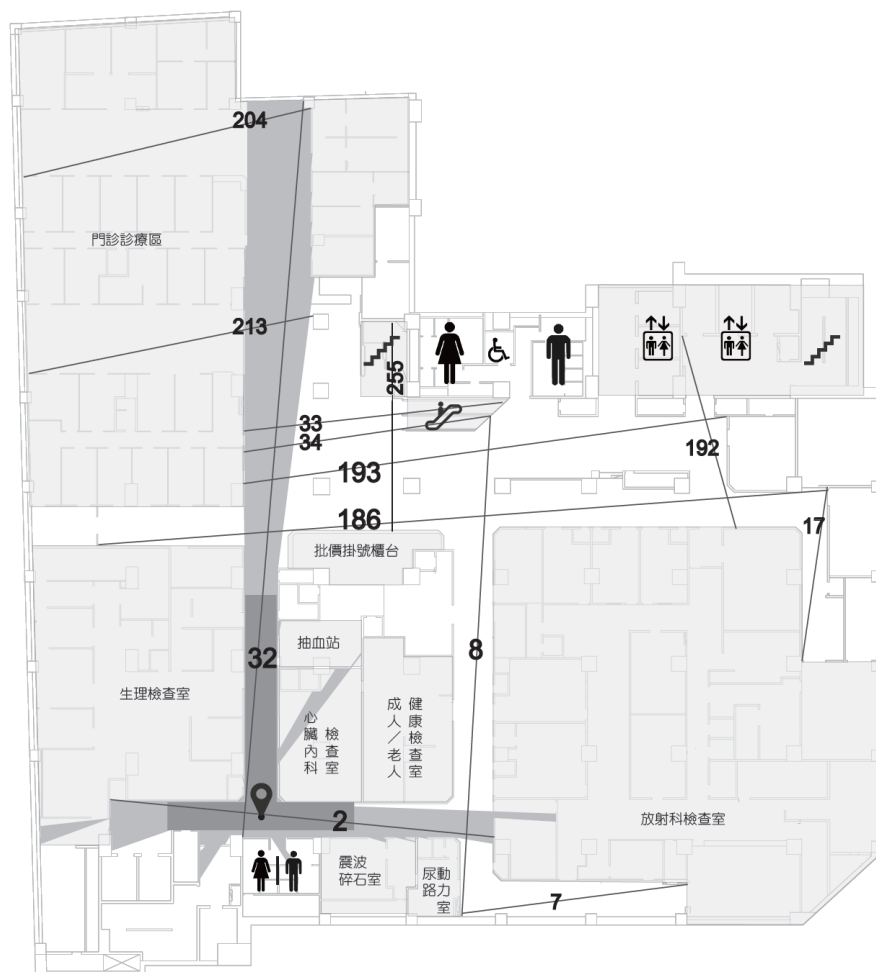 204
門診診療區
213
255
33
34
193
192
186
17
批價掛號櫃台
抽血站
32
8
生理檢查室
心臟內科
檢查室
成人／老人
健康檢查室
2
放射科檢查室
震波
碎石室
尿路
動力室
7